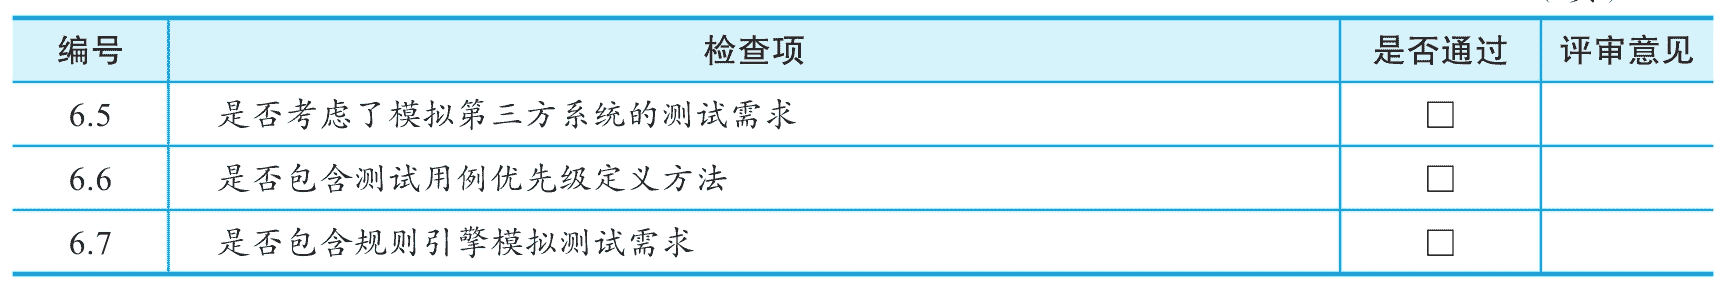 编号 检查项 是否通过 评审意见
6.5 是否考虑了模拟第三方系统的测试需求 □
6.6 是否包含测试用例优先级定义方法 □
6.7 是否包含规则引擎模拟测试需求 □